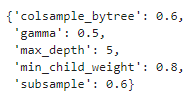 {'colsample_bytree': 0.6,
'gamma': 0.5,
'max_depth': 5,
'min_child_weight': 0.8,
'subsample': 0.6}